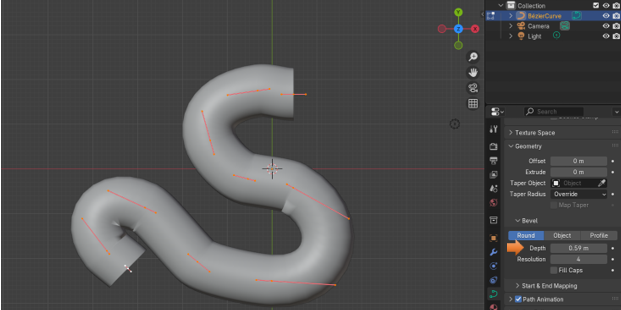 Y
X
Z
Collection
BézierCurve
Camera
Light
Search
Texture Space
Geometry
Offset 0 m
Extrude 0 m
Taper Object Object
Taper Radius Override
Map Taper
Bevel
Round Object Profile
Depth 0.59 m
Resolution 4
Fill Caps
Start & End Mapping
Path Animation